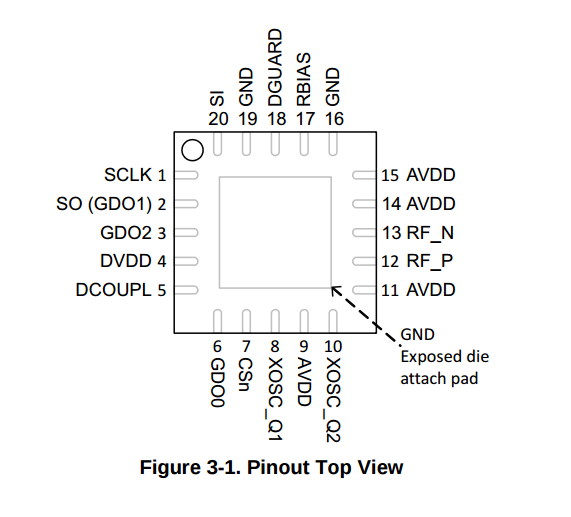 SI
20
GND
19
DGUARD
18
RBIAS
17
GND
16
SCLK 1
SO (GDO1) 2
GDO2 3
DVDD 4
DCOUPL 5
15 AVDD
14 AVDD
13 RF_N
12 RF_P
11 AVDD
6
GDO0
7
CSn
8
XOSC_Q1
9
AVDD
10
XOSC_Q2
GND
Exposed die
attach pad
Figure 3-1. Pinout Top View